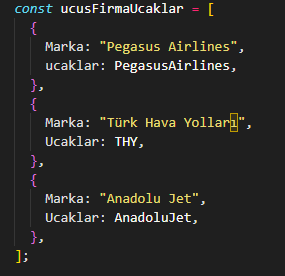 const ucusFirmaUcaklar = [
{
Marka: "Pegasus Airlines",
ucaklar: PegasusAirlines,
},
{
Marka: "Türk Hava Yolları",
Ucaklar: THY,
},
{
Marka: "Anadolu Jet",
Ucaklar: AnadoluJet,
},
];